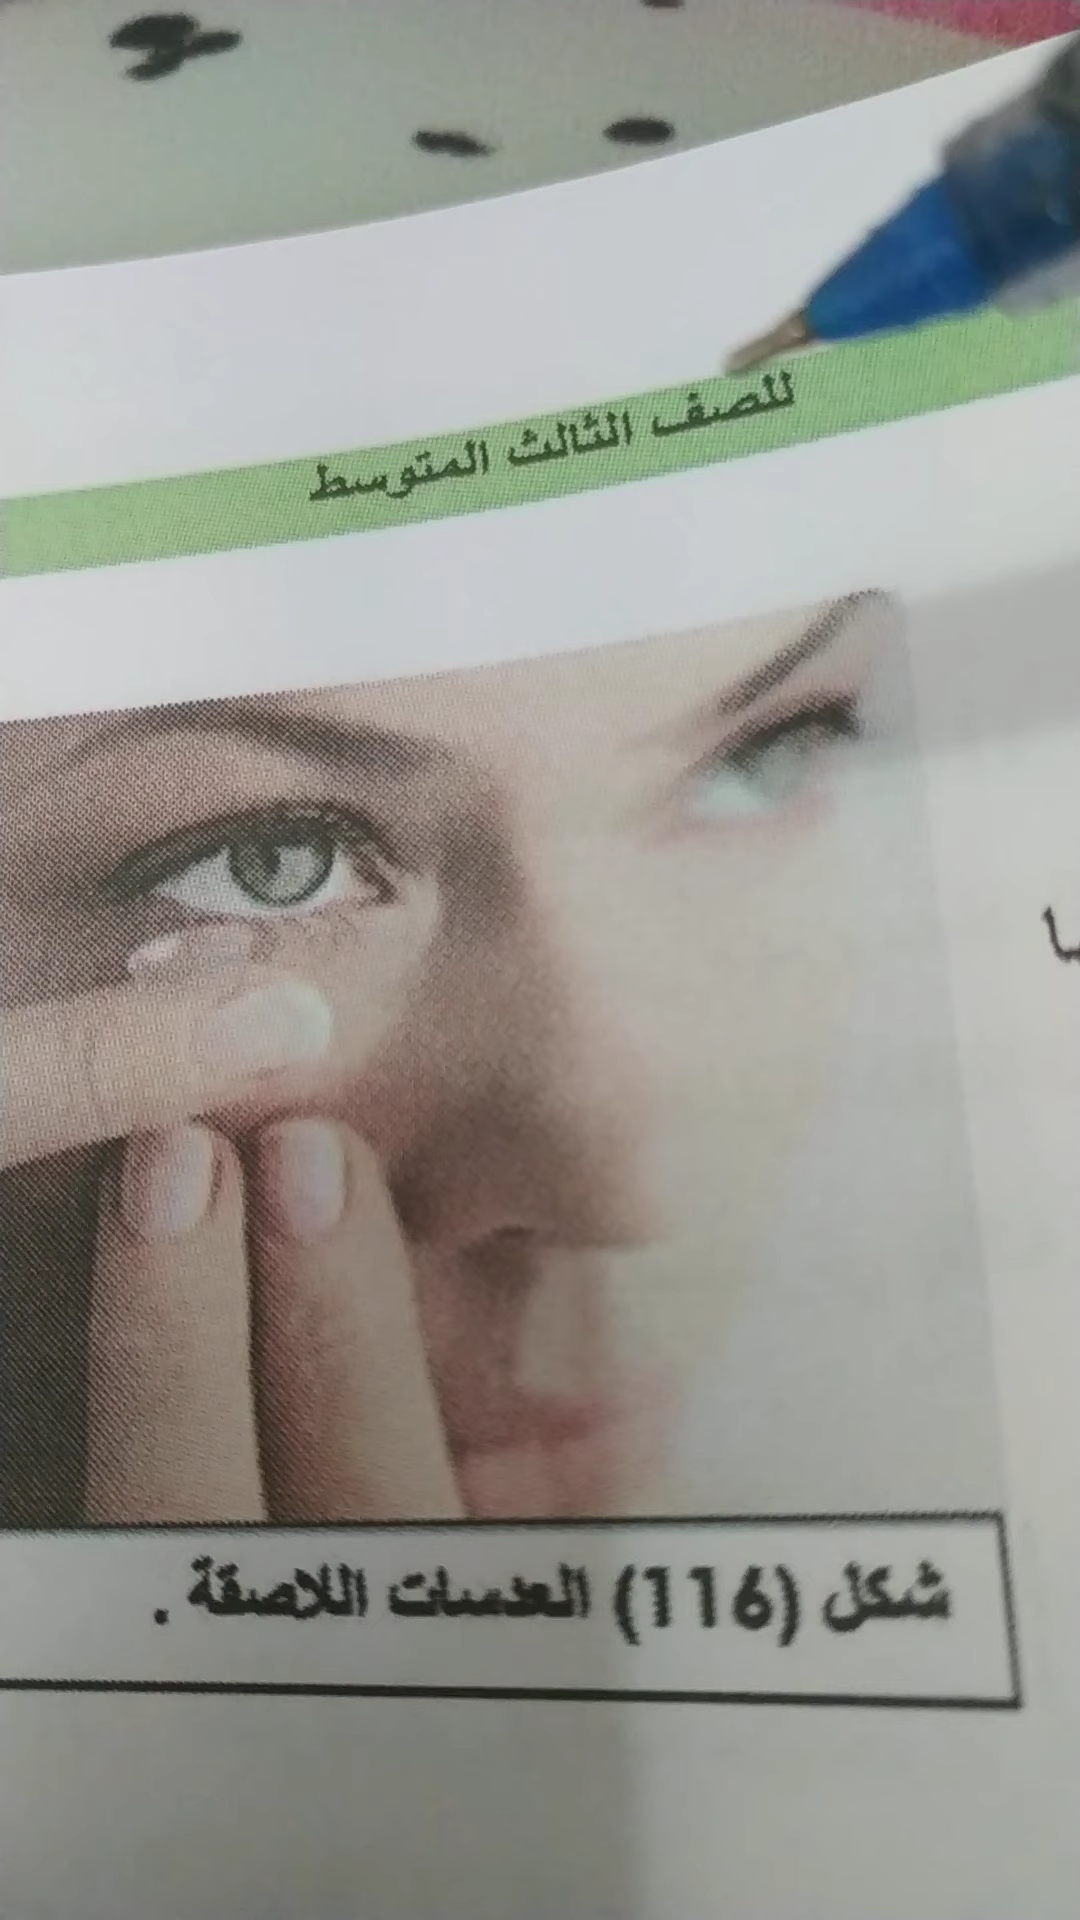 للصف الثالث المتوسط
شكل (116) العدسات اللاصقة .